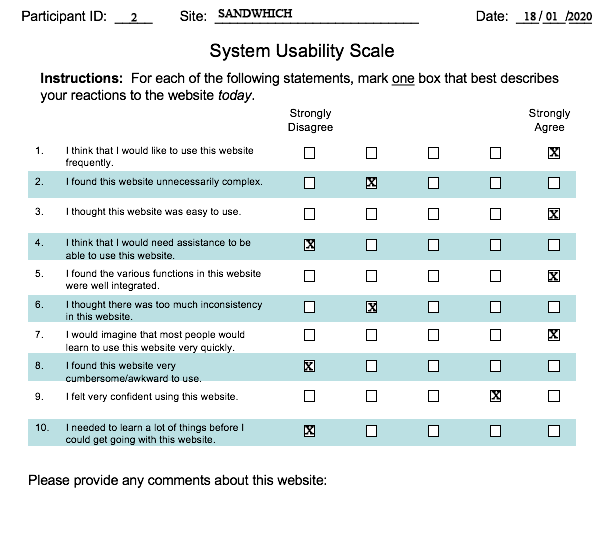 Participant ID: 2 Site: SANDWHICH Date: 18/ 01 /2020
System Usability Scale
Instructions: For each of the following statements, mark one box that best describes
your reactions to the website today.
Strongly Strongly
Disagree Agree
1. I think that I would like to use this website X
frequently.
2. I found this website unnecessarily complex. X
3. I thought this website was easy to use. X
4. I think that I would need assistance to be X
able to use this website.
5. I found the various functions in this website X
were well integrated.
6. I thought there was too much inconsistency X
in this website.
7. I would imagine that most people would X
learn to use this website very quickly.
8. I found this website very X
cumbersome/awkward to use.
9. I felt very confident using this website. X
10. I needed to learn a lot of things before I X
could get going with this website.
Please provide any comments about this website: